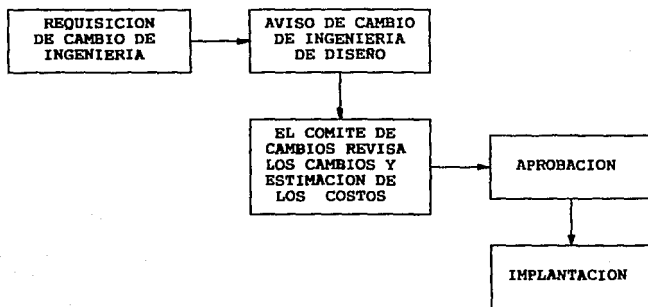 REQUISICION
DE CAMBIO DE
INGENIERIA
AVISO DE CAMBIO
DE INGENIERIA
DE DISEÑO
EL COMITE DE
CAMBIOS REVISA
LOS CAMBIOS Y
ESTIMACION DE
LOS COSTOS
APROBACION
IMPLANTACION